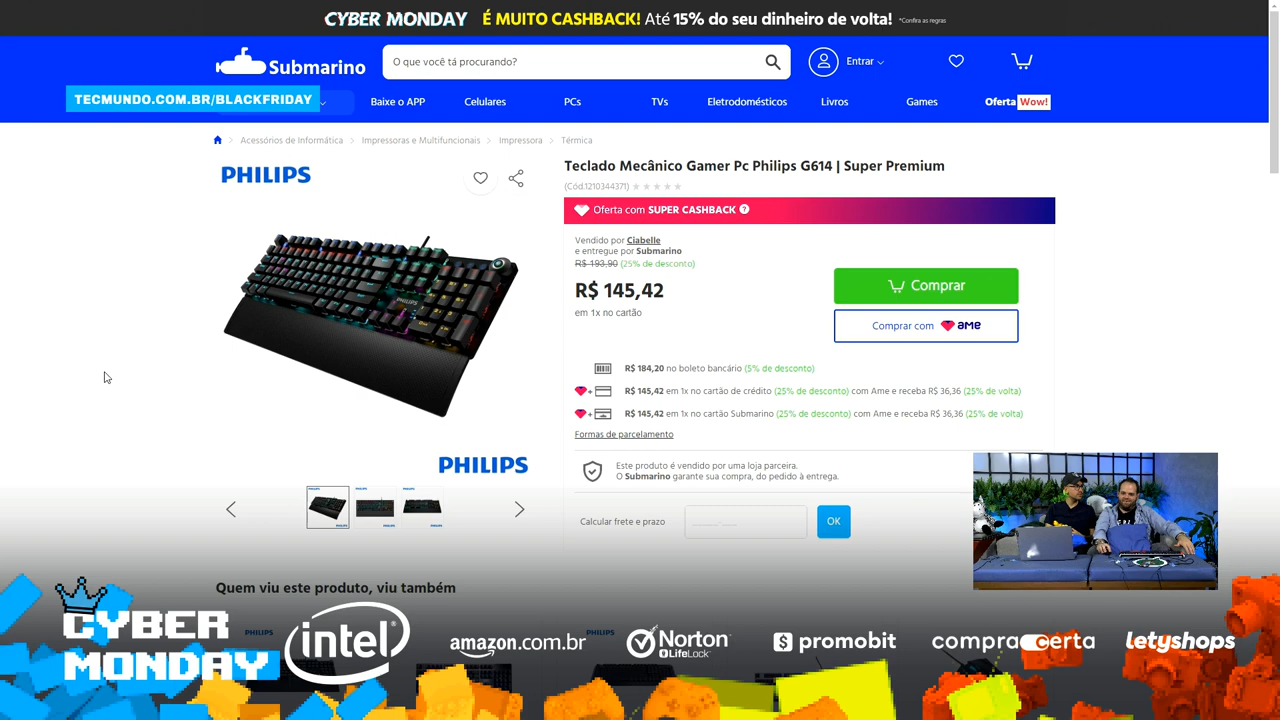 CYBER MONDAY É MUITO CASHBACK! Até 15% do seu dinheiro de volta! *Confira as regras
Submarino
O que você tá procurando?
Entrar
TECMUNDO.COM.BR/BLACKFRIDAY
Baixe o APP
Celulares
PCs
TVs
Eletrodomésticos
Livros
Games
Oferta Wow!
Acessórios de Informática > Impressoras e Multifuncionais > Impressora > Térmica
PHILIPS
Teclado Mecânico Gamer Pc Philips G614 | Super Premium
(Cód.1210344371)
Oferta com SUPER CASHBACK ?
Vendido por Ciabelle
e entregue por Submarino
R$ 193,90 (25% de desconto)
R$ 145,42
em 1x no cartão
Comprar
Comprar com ame
R$ 184,20 no boleto bancário (5% de desconto)
R$ 145,42 em 1x no cartão de crédito (25% de desconto) com Ame e receba R$ 36,36 (25% de volta)
R$ 145,42 em 1x no cartão Submarino (25% de desconto) com Ame e receba R$ 36,36 (25% de volta)
Formas de parcelamento
PHILIPS
PHILIPS
Este produto é vendido por uma loja parceira.
O Submarino garante sua compra, do pedido à entrega.
Calcular frete e prazo
OK
Quem viu este produto, viu também
CYBER
MONDAY
PHILIPS
intel
amazon.com.br
PHILIPS
Norton
LifeLock
promobit
compra certa
letyshops